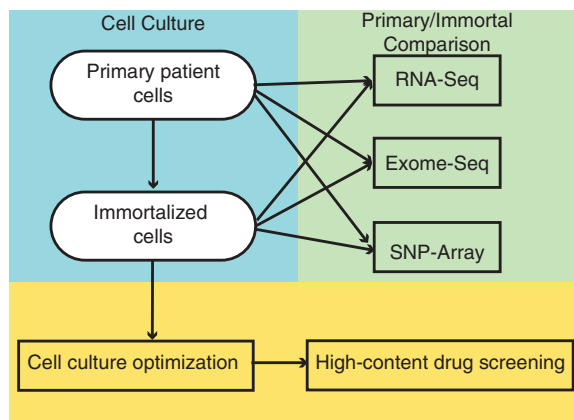 Cell Culture
Primary/Immortal
Comparison
Primary patient
cells
RNA-Seq
Exome-Seq
Immortalized
cells
SNP-Array
Cell culture optimization
High-content drug screening